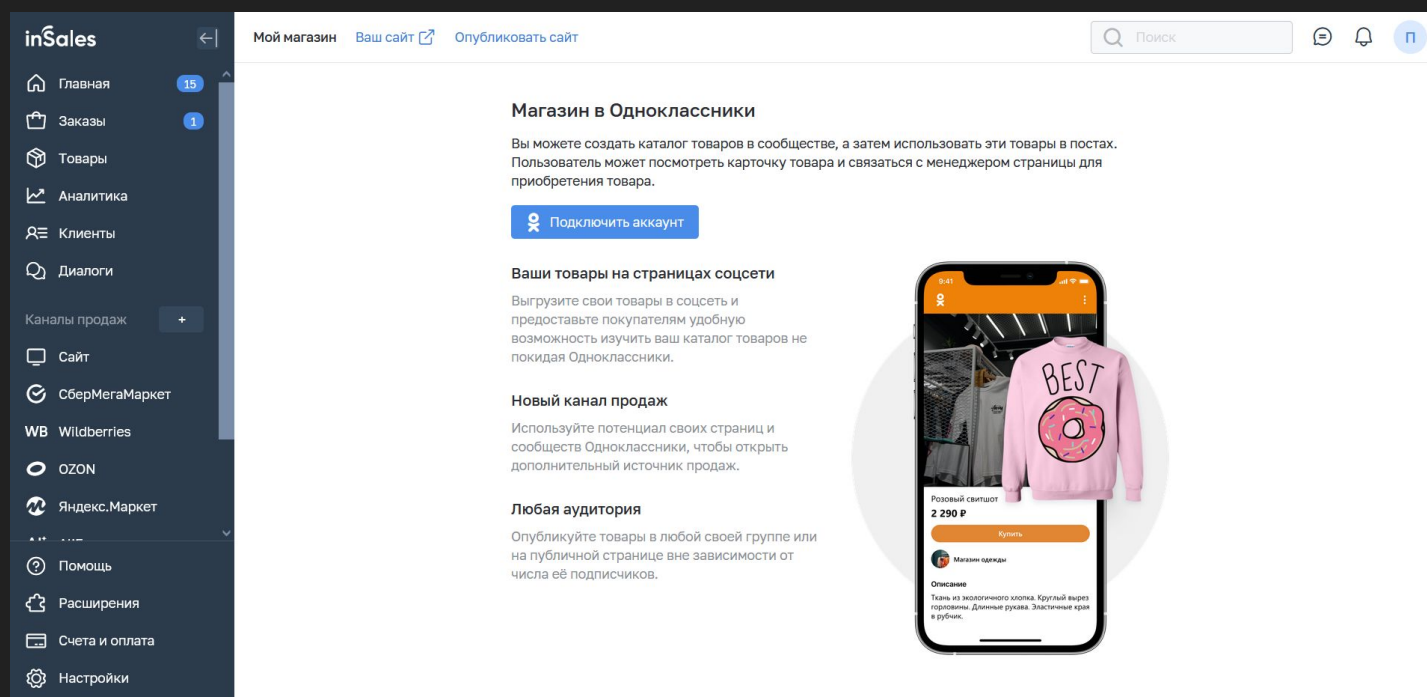 inSales
Мой магазин Ваш сайт Опубликовать сайт
Поиск
П
Главная 15
Заказы 1
Товары
Аналитика
Клиенты
Диалоги
Каналы продаж +
Сайт
СберМегаМаркет
WB Wildberries
OZON
Яндекс.Маркет
Помощь
Расширения
Счета и оплата
Настройки
Магазин в Одноклассники
Вы можете создать каталог товаров в сообществе, а затем использовать эти товары в постах.
Пользователь может посмотреть карточку товара и связаться с менеджером страницы для
приобретения товара.
Подключить аккаунт
Ваши товары на страницах соцсети
Выгрузите свои товары в соцсеть и
предоставьте покупателям удобную
возможность изучить ваш каталог товаров не
покидая Одноклассники.
Новый канал продаж
Используйте потенциал своих страниц и
сообществ Одноклассники, чтобы открыть
дополнительный источник продаж.
Любая аудитория
Опубликуйте товары в любой своей группе или
на публичной странице вне зависимости от
числа её подписчиков.
9:41
BEST
Розовый свитшот
2 290 ₽
Купить
Магазин одежды
Описание
Ткань из экологичного хлопка. Круглый вырез
горловины. Длинные рукава. Эластичные края
в рубчик.